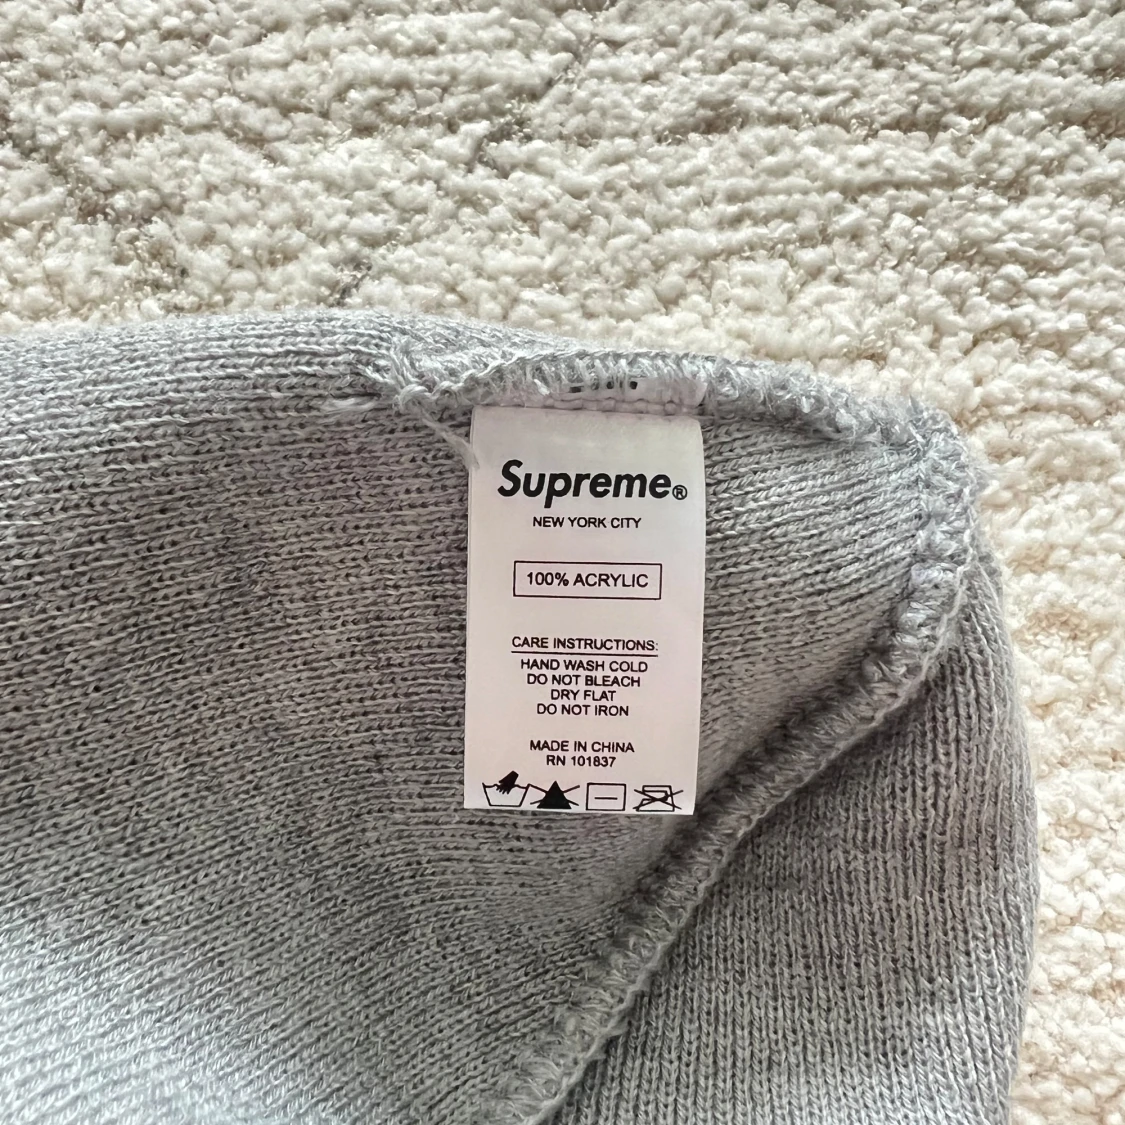 Supreme®
NEW YORK CITY
100% ACRYLIC
CARE INSTRUCTIONS:
HAND WASH COLD
DO NOT BLEACH
DRY FLAT
DO NOT IRON
MADE IN CHINA
RN 101837